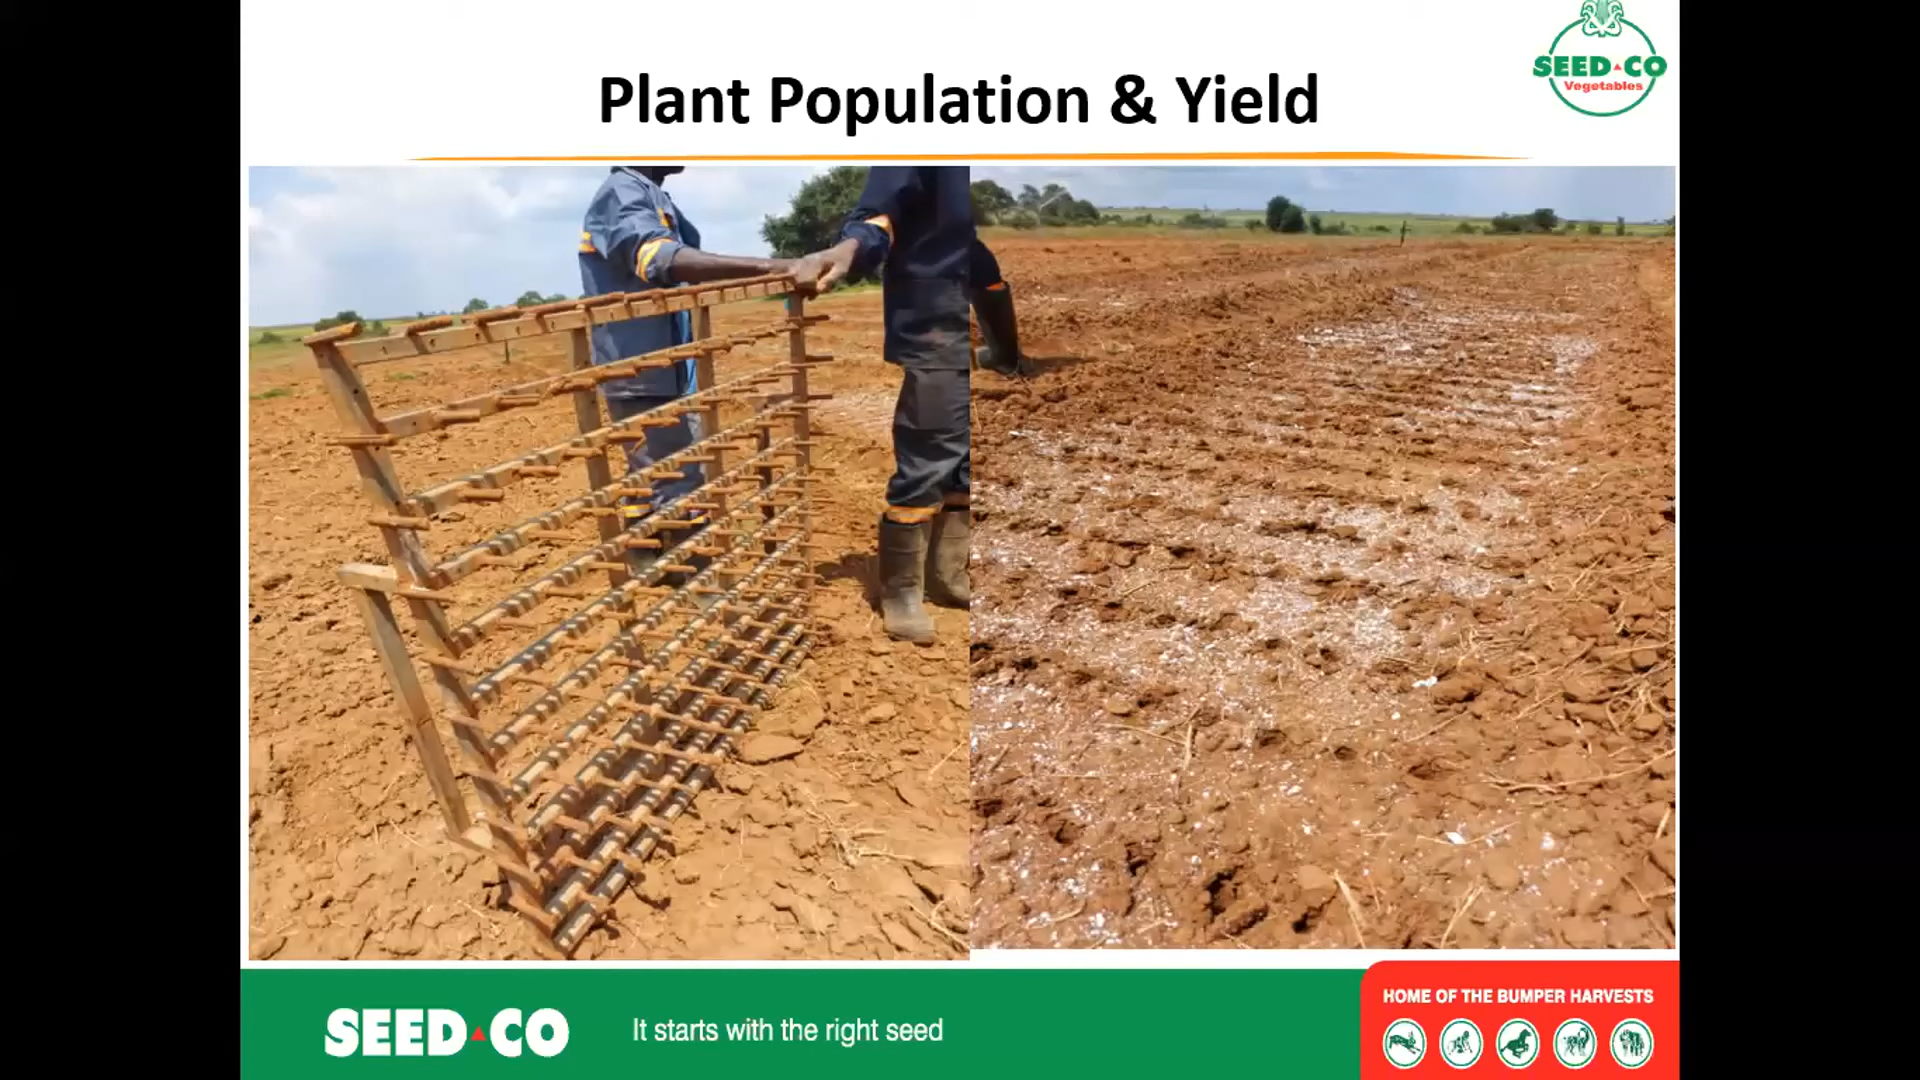 Plant Population & Yield
SEED CO
Vegetables
SEED CO
It starts with the right seed
HOME OF THE BUMPER HARVESTS